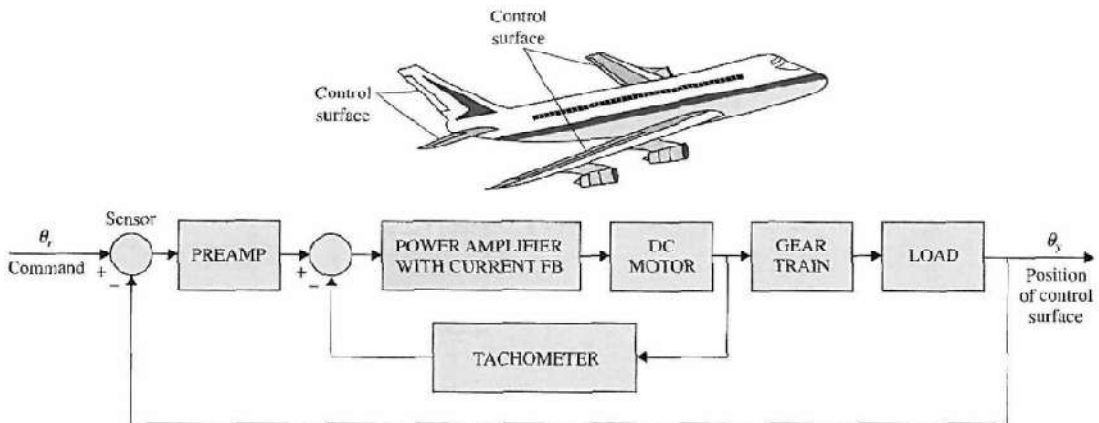 Control
surface
Control
surface
Sensor
θr
Command
+
−
PREAMP
+
−
POWER AMPLIFIER
WITH CURRENT FB
DC
MOTOR
GEAR
TRAIN
LOAD
θy
Position
of control
surface
TACHOMETER